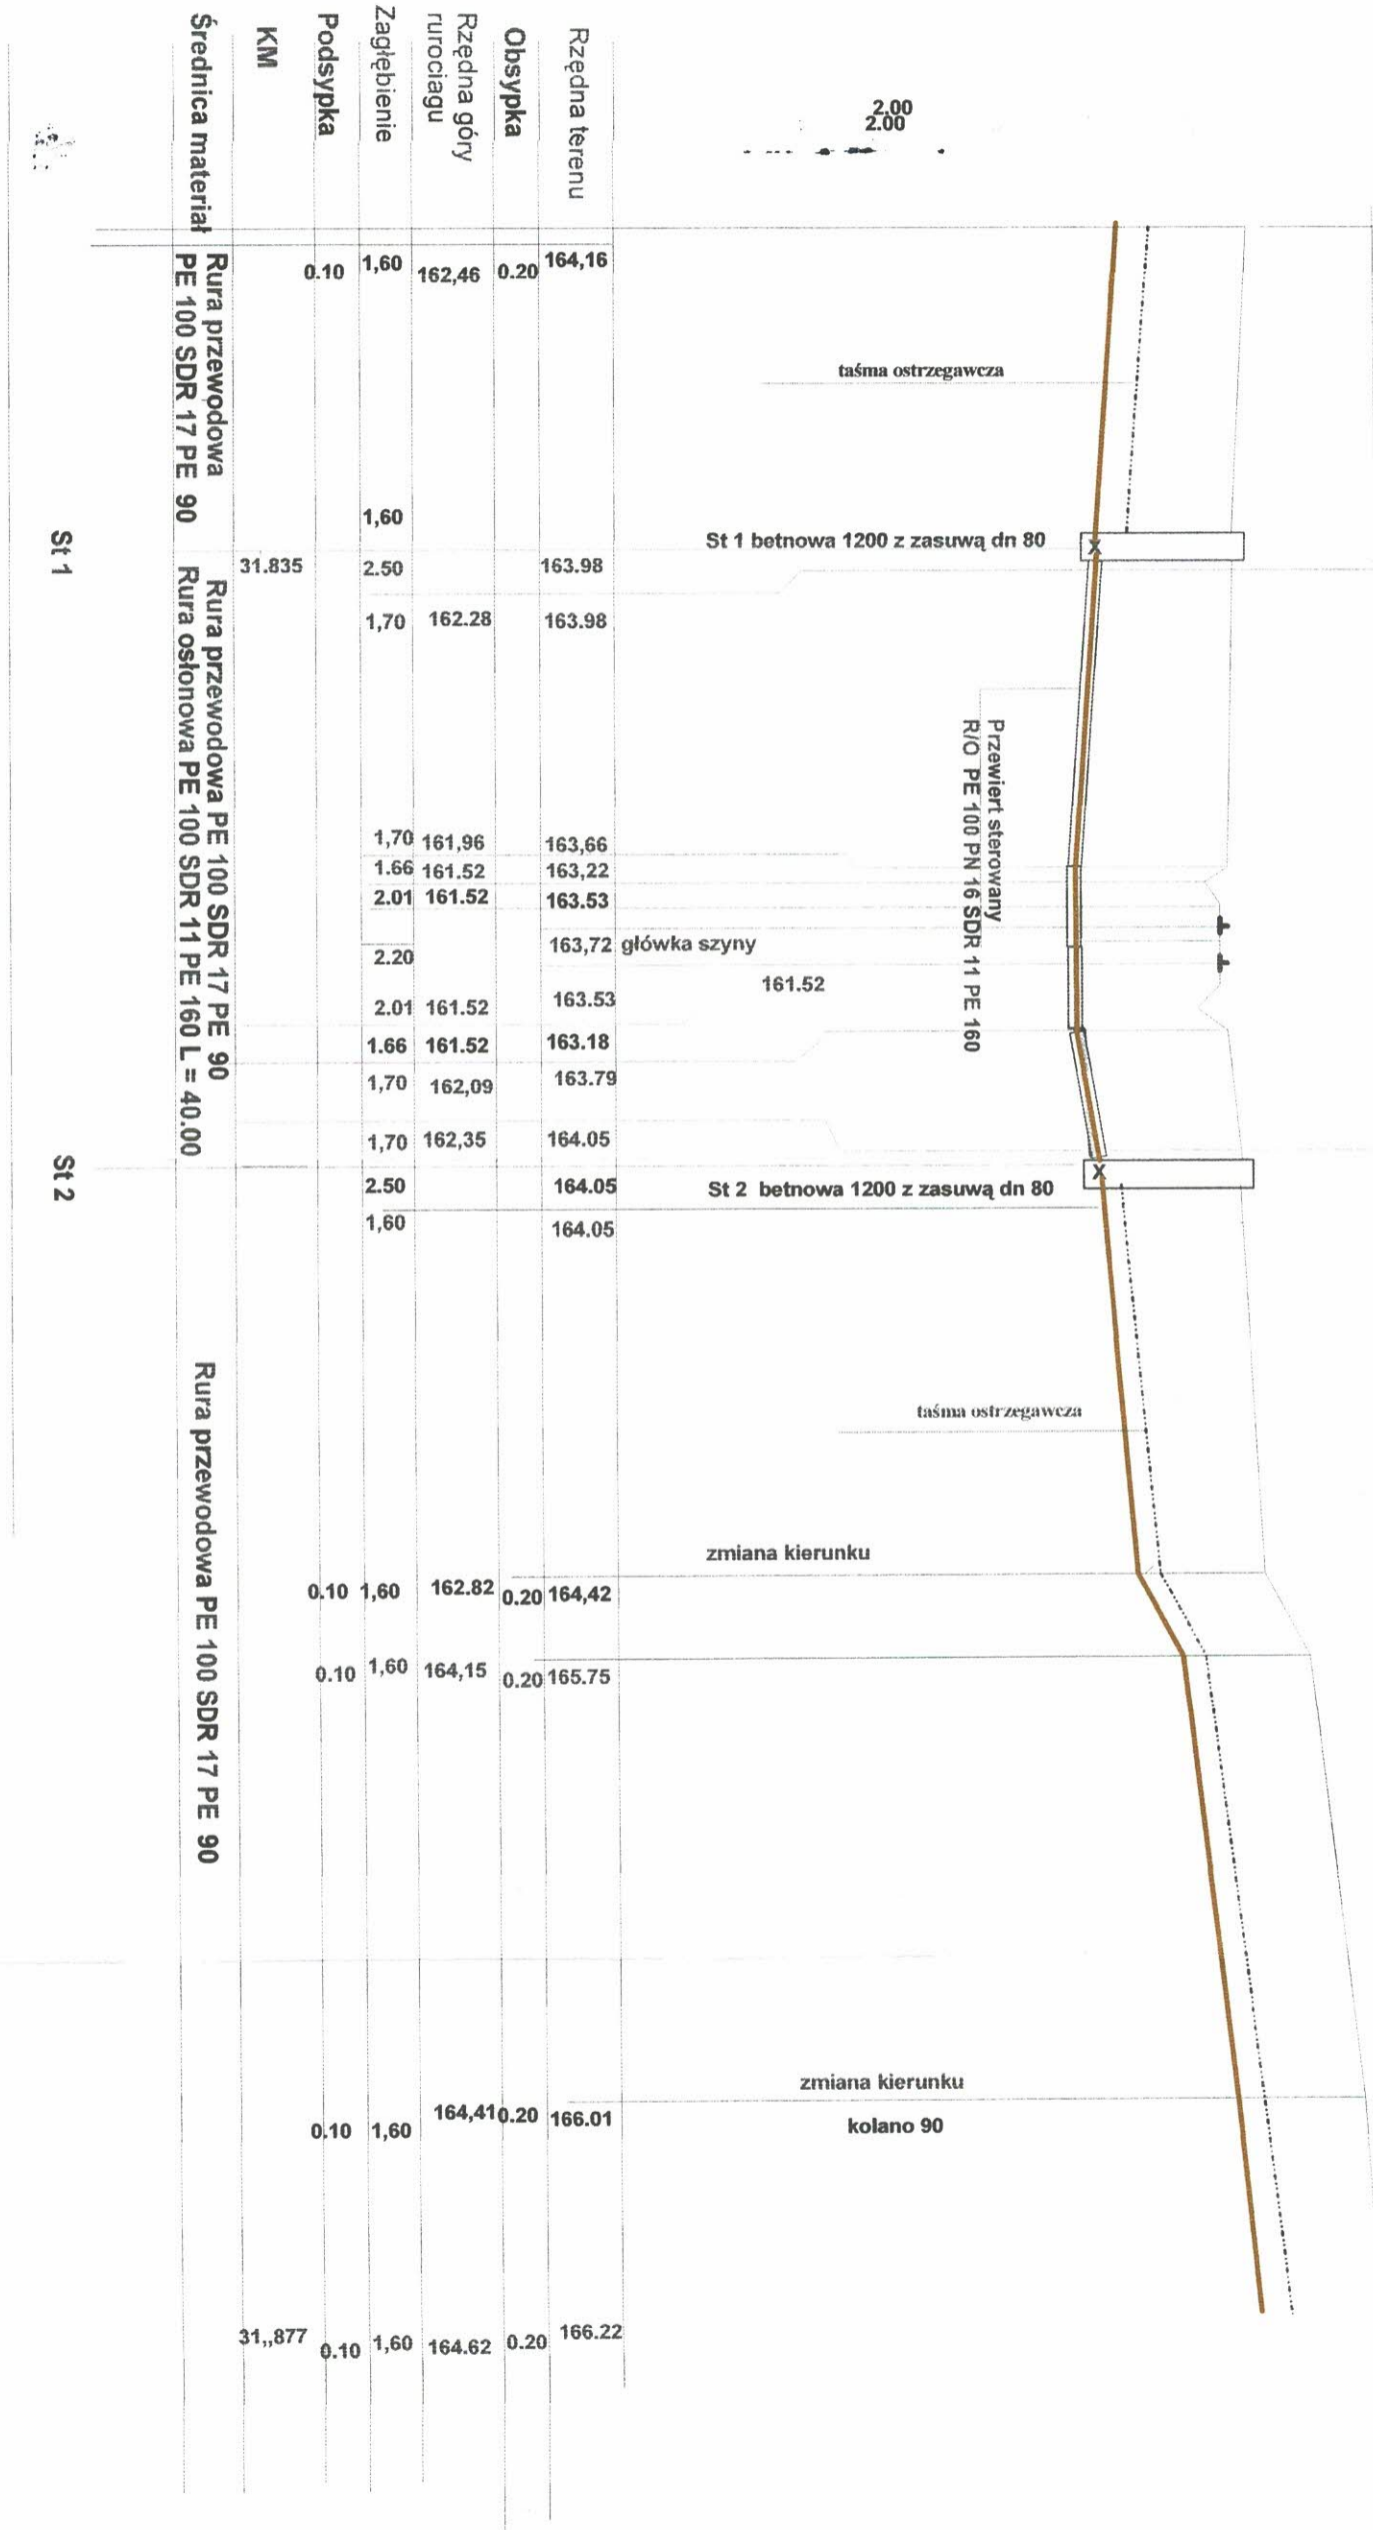 2.00
2.00
Rzędna terenu
Obsypka
Rzędna góry
rurociagu
Zagłębienie
Podsypka
KM
Średnica materiał
164,16
0.20
162,46
1,60
0.10
taśma ostrzegawcza
Rura przewodowa
PE 100 SDR 17 PE 90
1,60
St 1 betnowa 1200 z zasuwą dn 80
31.835
2.50
163.98
1,70
162.28
163.98
St 1
Rura przewodowa PE 100 SDR 17 PE 90
Rura osłonowa PE 100 SDR 11 PE 160 L = 40.00
Przewiert sterowany
R/O PE 100 PN 16 SDR 11 PE 160
1,70 161,96 163,66
1.66 161.52 163,22
2.01 161.52 163.53
2.20 163,72 główka szyny
161.52
2.01 161.52 163.53
1.66 161.52 163.18
1,70 162,09 163.79
1,70 162,35 164.05
2.50 164.05
St 2 betnowa 1200 z zasuwą dn 80
1,60 164.05
St 2
taśma ostrzegawcza
Rura przewodowa PE 100 SDR 17 PE 90
zmiana kierunku
0.10 1,60 162.82 0.20 164,42
0.10 1,60 164,15 0.20 165.75
zmiana kierunku
kolano 90
0.10 1,60 164,41 0.20 166.01
31,,877 0.10 1,60 164.62 0.20 166.22